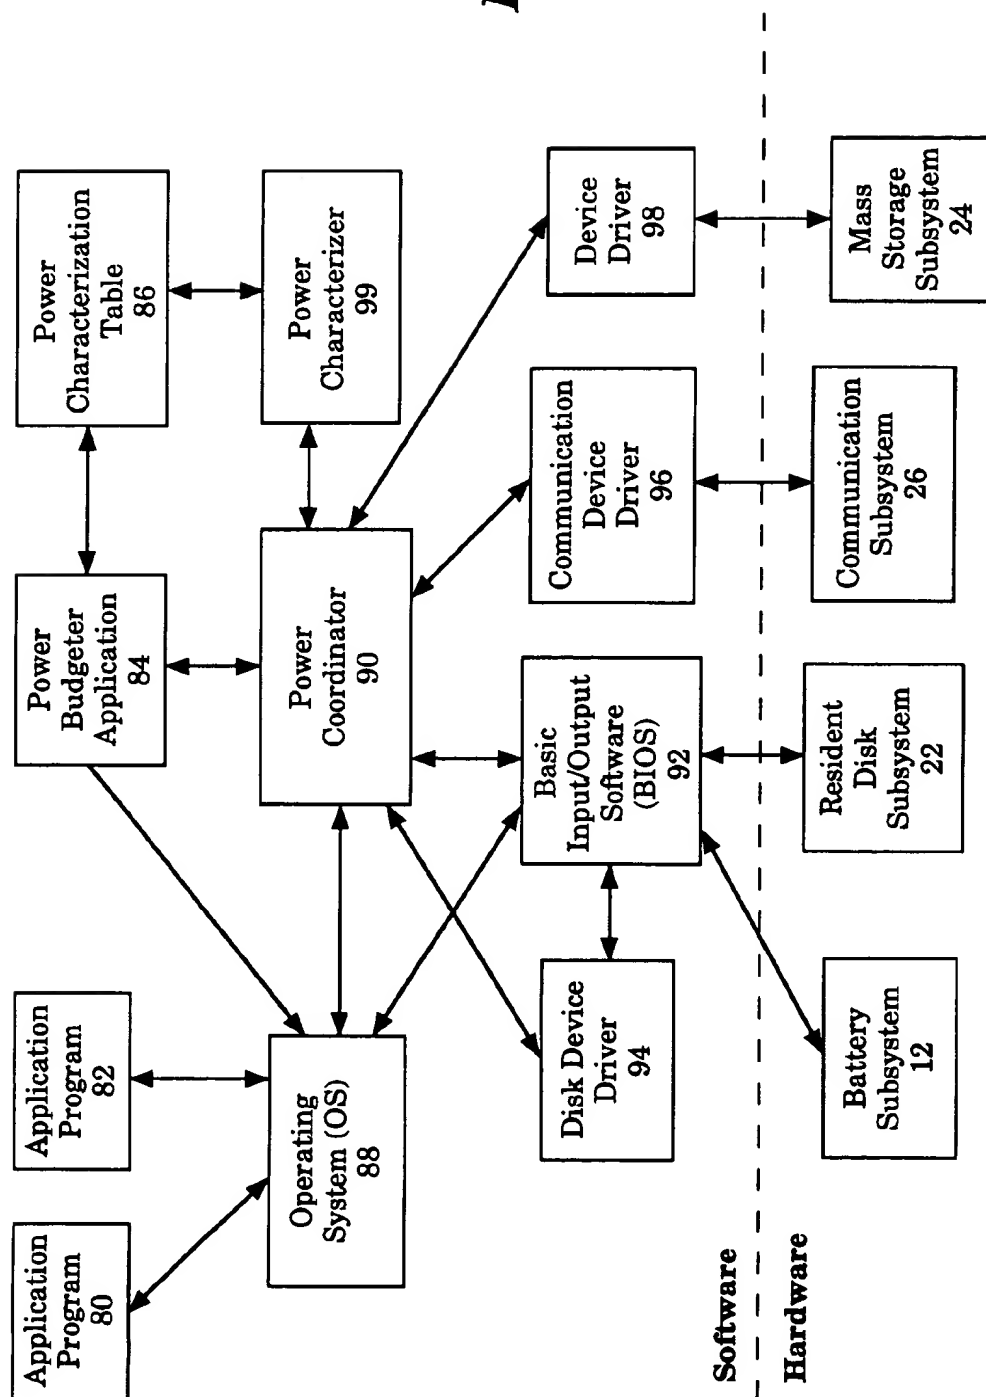 Application
Program
80
Application
Program
82
Power
Budgeter
Application
84
Power
Characterization
Table
86
Operating
System (OS)
88
Power
Coordinator
90
Power
Characterizer
99
Disk Device
Driver
94
Basic
Input/Output
Software
(BIOS)
92
Communication
Device
Driver
96
Device
Driver
98
Software
Hardware
Battery
Subsystem
12
Resident
Disk
Subsystem
22
Communication
Subsystem
26
Mass
Storage
Subsystem
24